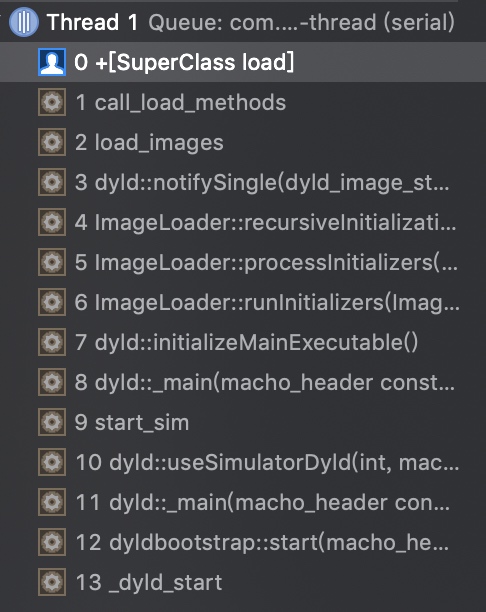 Thread 1 Queue: com....-thread (serial)
0 +[SuperClass load]
1 call_load_methods
2 load_images
3 dyld::notifySingle(dyld_image_st...
4 ImageLoader::recursiveInitializati...
5 ImageLoader::processInitializers(...
6 ImageLoader::runInitializers(Imag...
7 dyld::initializeMainExecutable()
8 dyld::_main(macho_header const...
9 start_sim
10 dyld::useSimulatorDyld(int, mac...
11 dyld::_main(macho_header con...
12 dyldbootstrap::start(macho_he...
13 _dyld_start